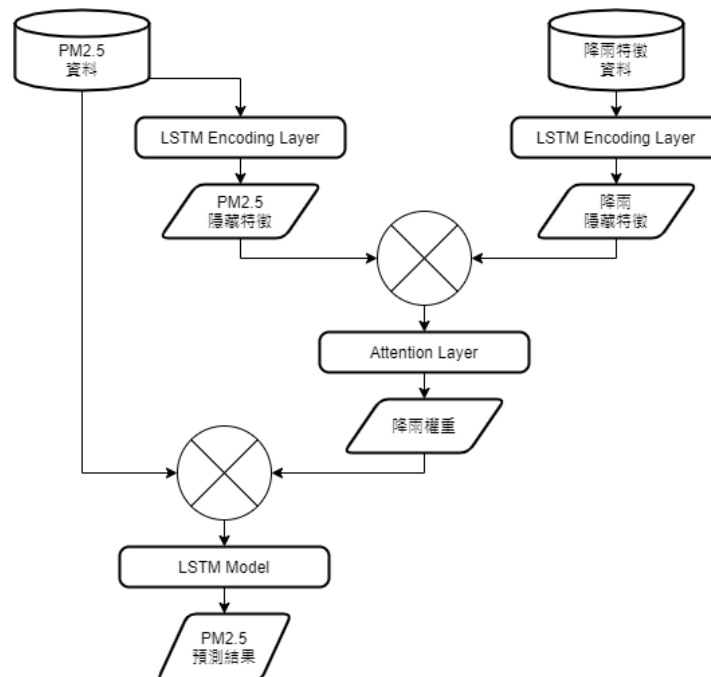 PM2.5
資料
降雨特徵
資料
LSTM Encoding Layer
LSTM Encoding Layer
PM2.5
隱藏特徵
降雨
隱藏特徵
Attention Layer
降雨權重
LSTM Model
PM2.5
預測結果